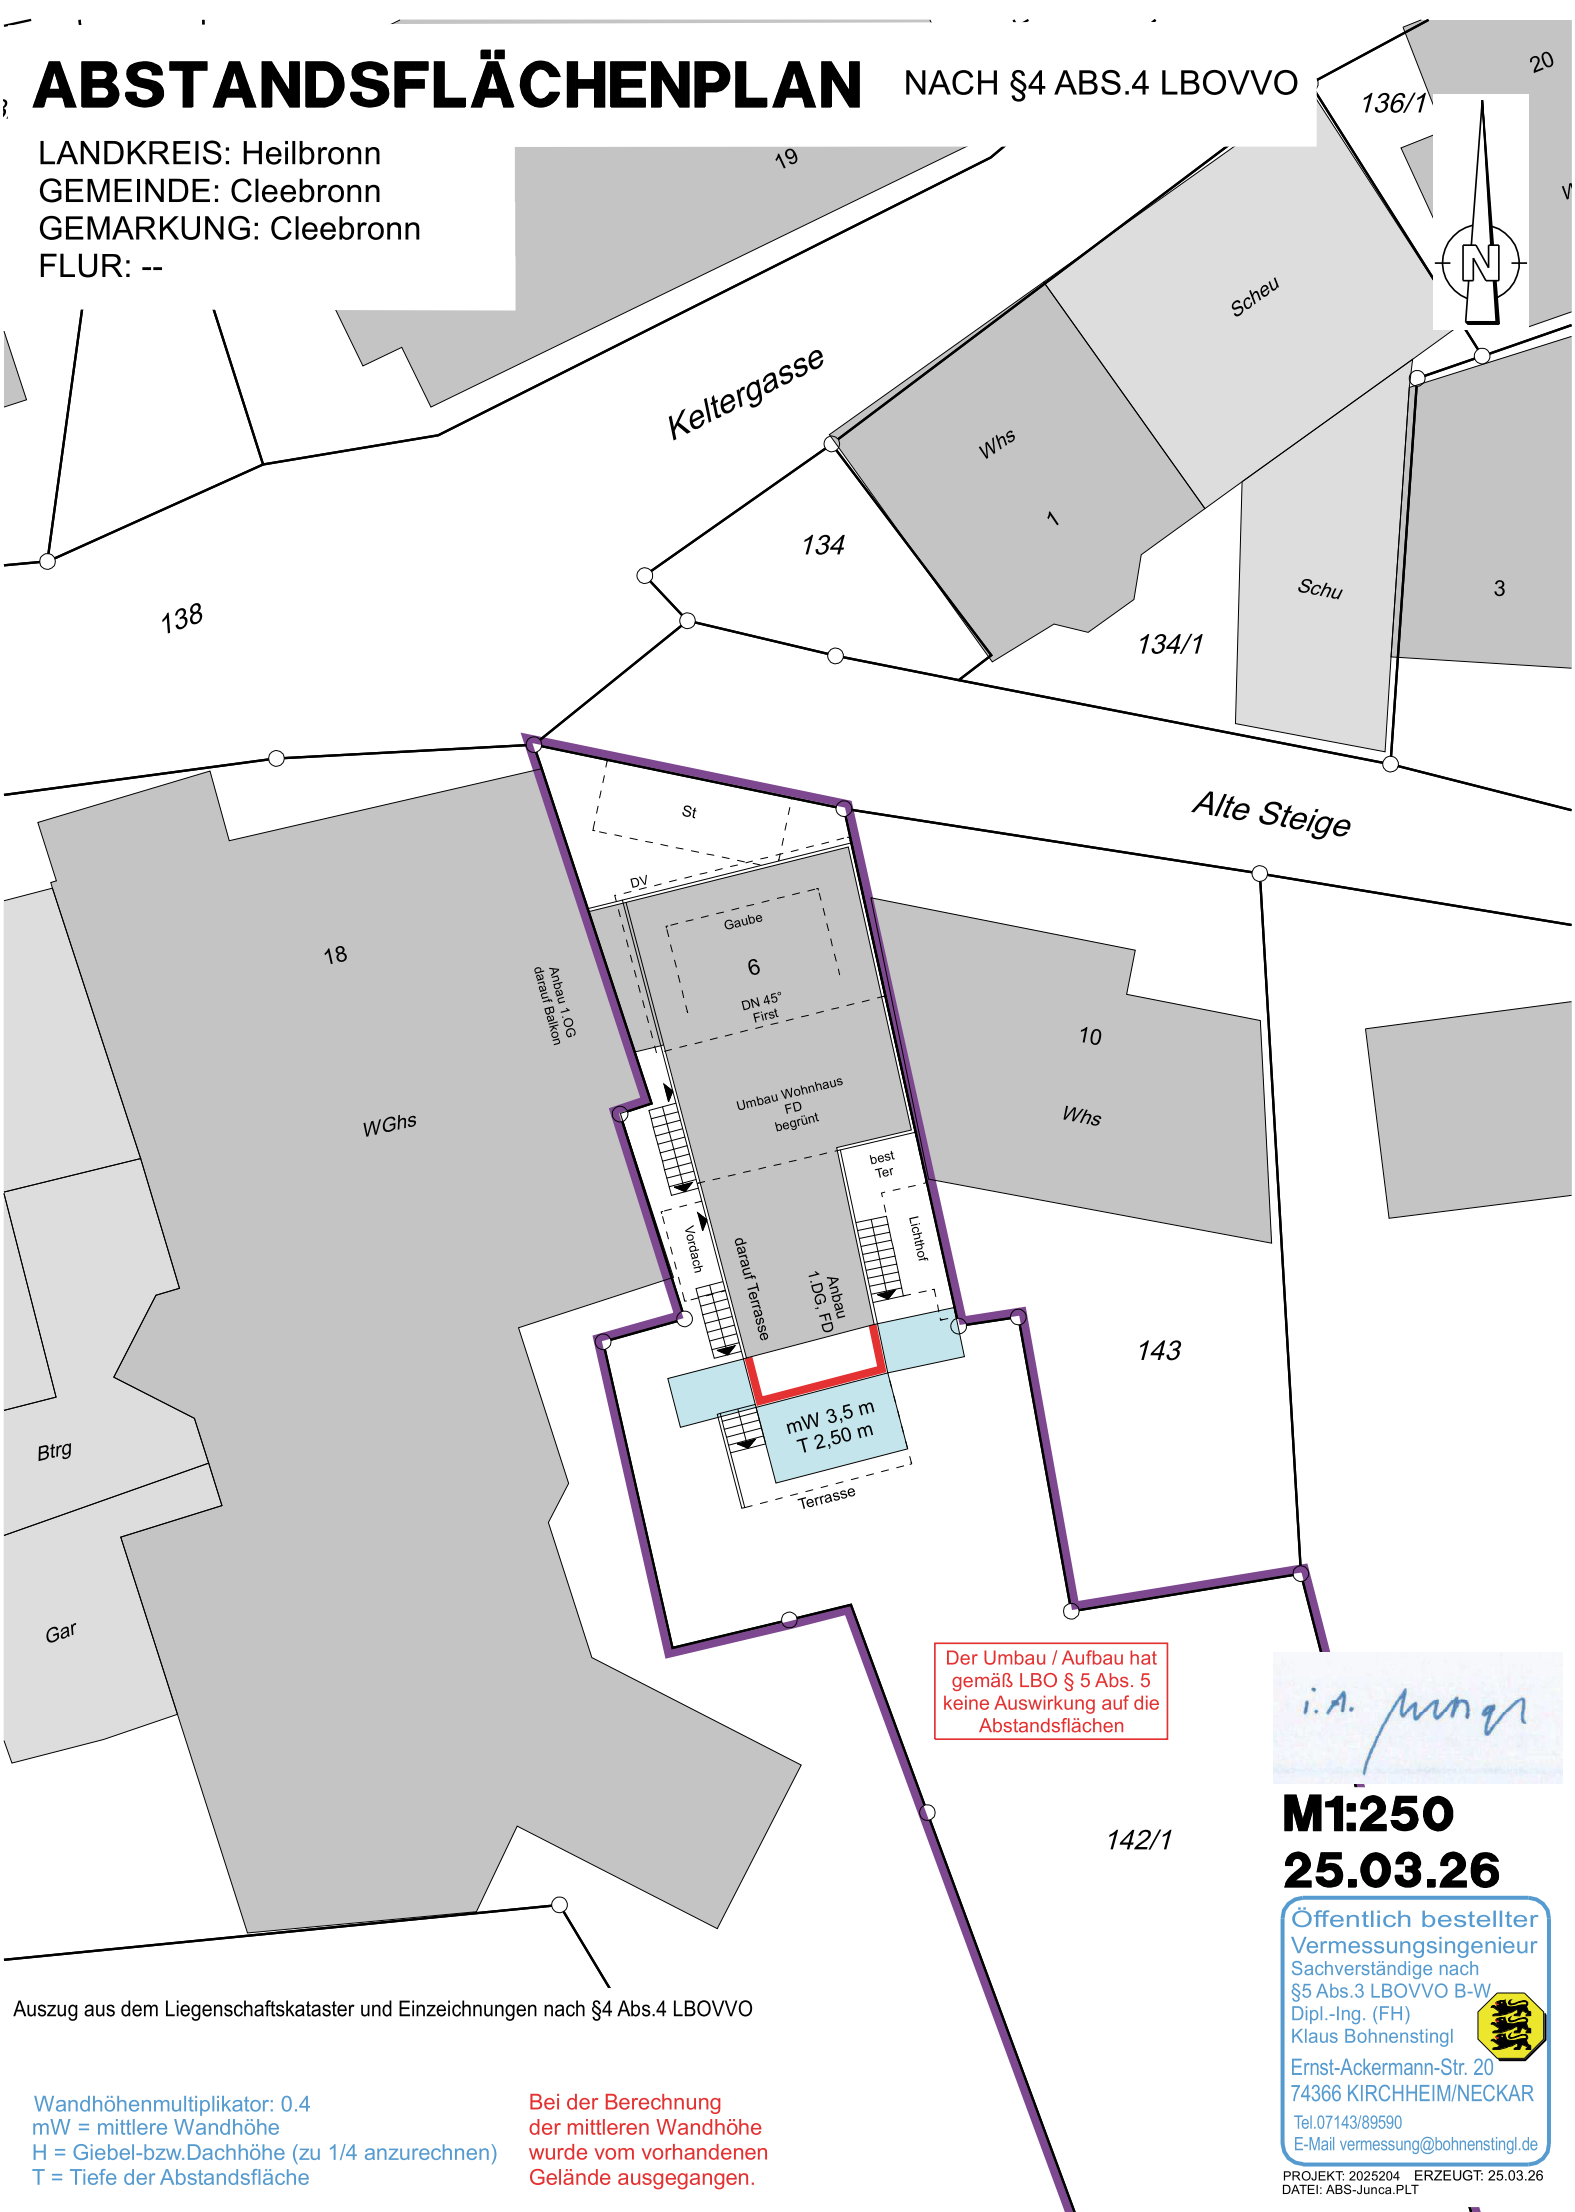 ABSTANDSFLÄCHENPLAN NACH §4 ABS.4 LBOVVO
LANDKREIS: Heilbronn
GEMEINDE: Cleebronn
GEMARKUNG: Cleebronn
FLUR: --
19
136/1
20
N
Scheu
Keltergasse
Whs
1
134
138
Schu
3
134/1
Alte Steige
St
DV
Gaube
6
DN 45°
First
18
Anbau 1.OG
darauf Balkon
10
Umbau Wohnhaus
FD
begrünt
WGhs
Whs
best
Ter
Vordach
Lichthof
darauf Terrasse
Anbau
1.DG, FD
143
mW 3,5 m
T 2,50 m
Terrasse
Btrg
Gar
Der Umbau / Aufbau hat
gemäß LBO § 5 Abs. 5
keine Auswirkung auf die
Abstandsflächen
i.A.
142/1
M1:250
25.03.26
Öffentlich bestellter
Vermessungsingenieur
Sachverständige nach
§5 Abs.3 LBOVVO B-W
Dipl.-Ing. (FH)
Klaus Bohnenstingl
Ernst-Ackermann-Str. 20
74366 KIRCHHEIM/NECKAR
Tel.07143/89590
E-Mail vermessung@bohnenstingl.de
PROJEKT: 2025204 ERZEUGT: 25.03.26
DATEI: ABS-Junca.PLT
Auszug aus dem Liegenschaftskataster und Einzeichnungen nach §4 Abs.4 LBOVVO
Wandhöhenmultiplikator: 0.4
mW = mittlere Wandhöhe
H = Giebel-bzw.Dachhöhe (zu 1/4 anzurechnen)
T = Tiefe der Abstandsfläche
Bei der Berechnung
der mittleren Wandhöhe
wurde vom vorhandenen
Gelände ausgegangen.